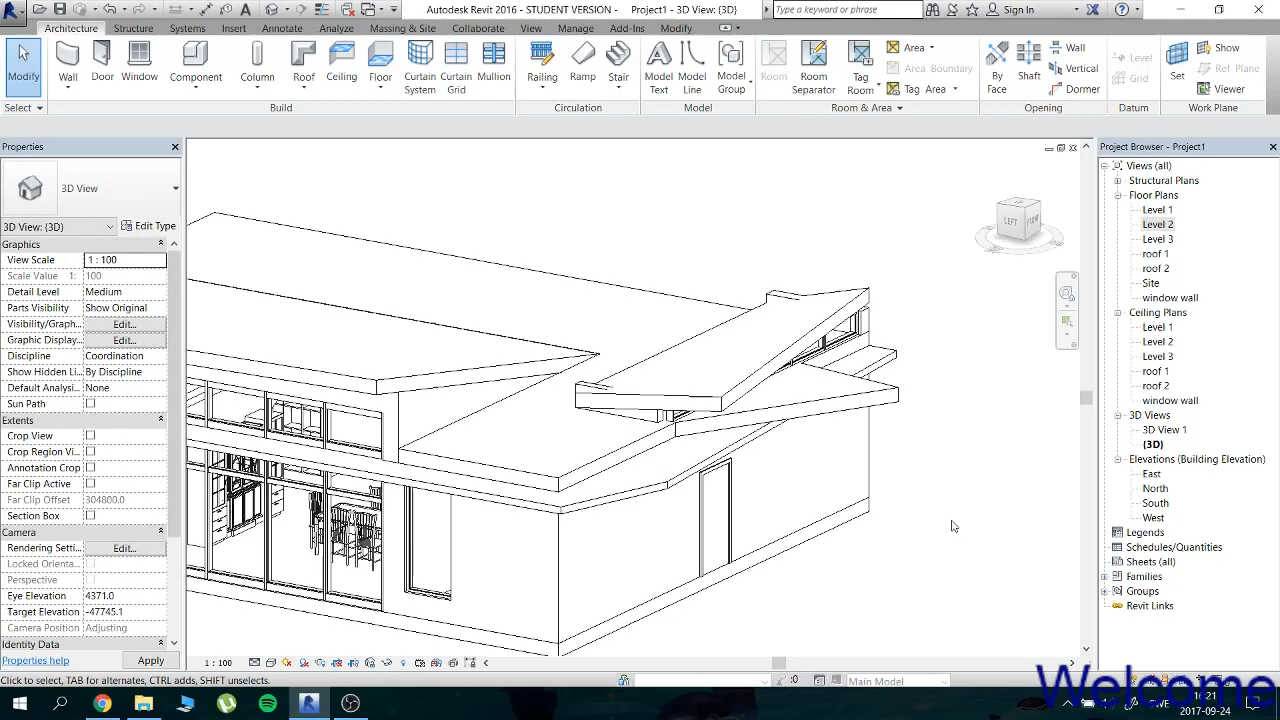 Autodesk Revit 2016 - STUDENT VERSION - Project1 - 3D View: {3D}
Type a keyword or phrase
Sign In
Architecture Structure Systems Insert Annotate Analyze Massing & Site Collaborate View Manage Add-Ins Modify
Modify
Wall Door Window Component Column Roof Ceiling Floor Curtain System Curtain Grid Mullion
Railing Ramp Stair
Model Text Model Line Model Group
Room Room Separator Tag Room
Area
Area Boundary
Tag Area
By Face Shaft
Wall
Vertical
Dormer
Level
Grid
Set
Show
Ref Plane
Viewer
Select Build Circulation Model Room & Area Opening Datum Work Plane
Properties
3D View
3D View: {3D} Edit Type
Graphics
View Scale 1 : 100
Scale Value 1: 100
Detail Level Medium
Parts Visibility Show Original
Visibility/Graph... Edit...
Graphic Display... Edit...
Discipline Coordination
Show Hidden Li... By Discipline
Default Analysi... None
Sun Path
Extents
Crop View
Crop Region Vi...
Annotation Crop
Far Clip Active
Far Clip Offset 304800.0
Section Box
Camera
Rendering Setti... Edit...
Locked Orienta...
Perspective
Eye Elevation 4371.0
Target Elevation -47745.1
Camera Position Adjusting
Identity Data
Properties help Apply
LEFT
Project Browser - Project1
Views (all)
Structural Plans
Floor Plans
Level 1
Level 2
Level 3
roof 1
roof 2
Site
window wall
Ceiling Plans
Level 1
Level 2
Level 3
roof 1
roof 2
window wall
3D Views
3D View 1
{3D}
Elevations (Building Elevation)
East
North
South
West
Legends
Schedules/Quantities
Sheets (all)
Families
Groups
Revit Links
1 : 100
Click to select, TAB for alternates, CTRL adds, SHIFT unselects.
:0
Main Model
Welcome
16:21
SWE
2017-09-24